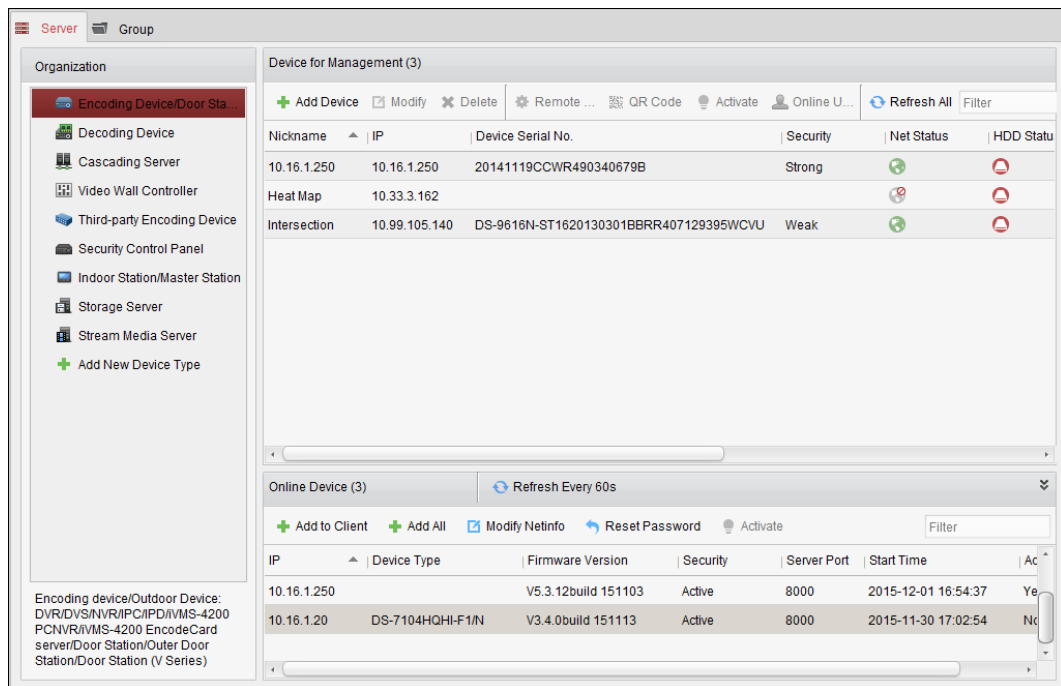 Server Group
Organization
Encoding Device/Door Sta...
Decoding Device
Cascading Server
Video Wall Controller
Third-party Encoding Device
Security Control Panel
Indoor Station/Master Station
Storage Server
Stream Media Server
Add New Device Type
Encoding device/Outdoor Device:
DVR/DVS/NVR/IPC/IPD/iVMS-4200
PCNVR/iVMS-4200 EncodeCard
server/Door Station/Outer Door
Station/Door Station (V Series)
Device for Management (3)
Add Device Modify Delete Remote ... QR Code Activate Online U... Refresh All Filter
Nickname IP Device Serial No. Security Net Status HDD Statu
10.16.1.250 10.16.1.250 20141119CCWR490340679B Strong
Heat Map 10.33.3.162
Intersection 10.99.105.140 DS-9616N-ST1620130301BBRR407129395WCVU Weak
Online Device (3) Refresh Every 60s
Add to Client Add All Modify Netinfo Reset Password Activate Filter
IP Device Type Firmware Version Security Server Port Start Time Ad
10.16.1.250 V5.3.12build 151103 Active 8000 2015-12-01 16:54:37 Ye
10.16.1.20 DS-7104HQHI-F1/N V3.4.0build 151113 Active 8000 2015-11-30 17:02:54 No